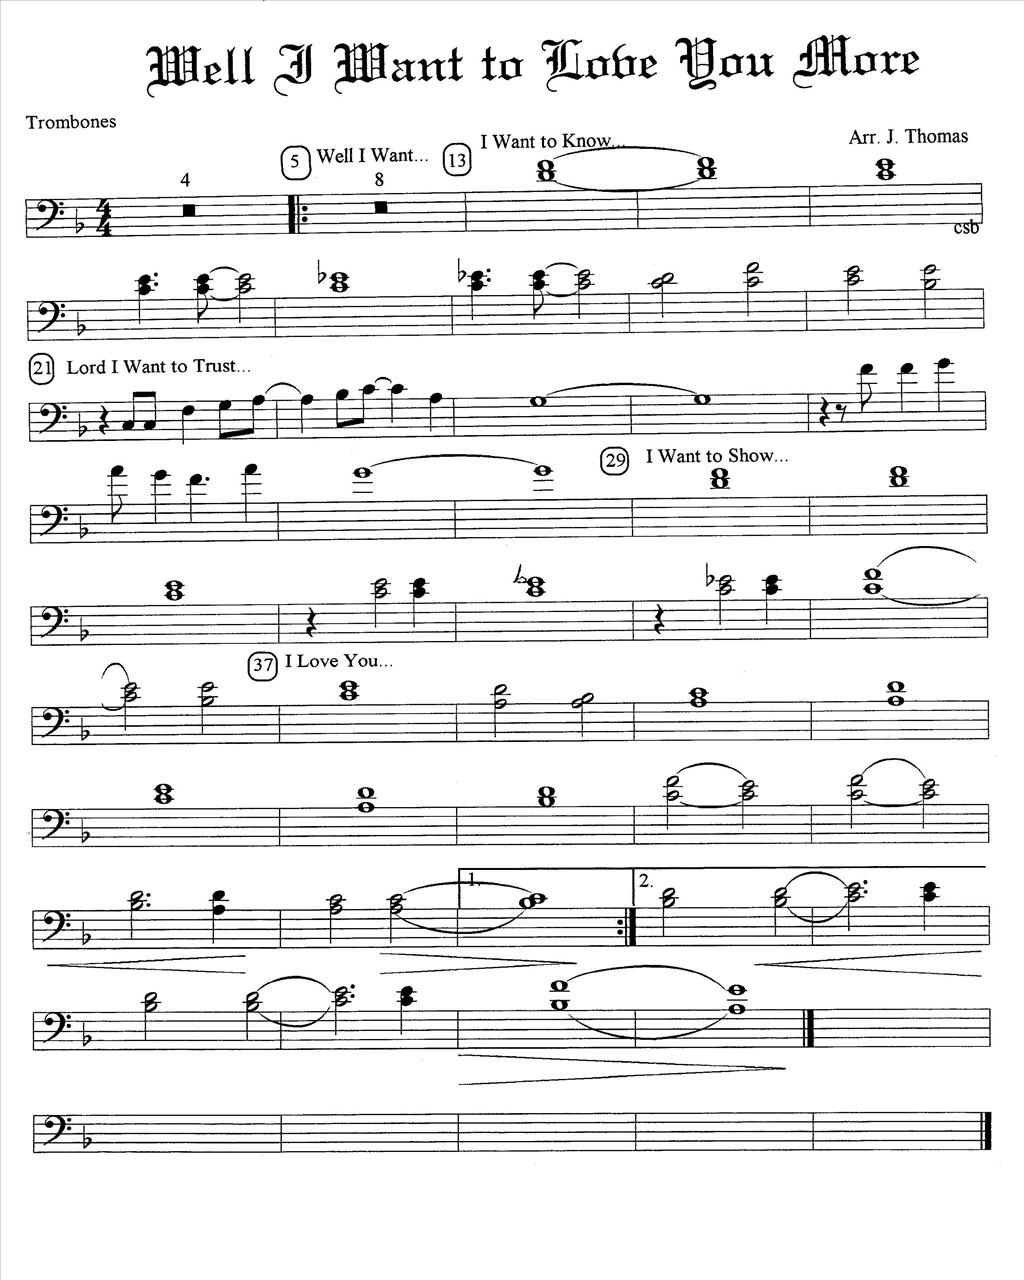 Well I Want to Love You More
Trombones
Arr. J. Thomas
5 Well I Want... 13 I Want to Know...
4 8
csb
21 Lord I Want to Trust...
29 I Want to Show...
37 I Love You...
1. 2.